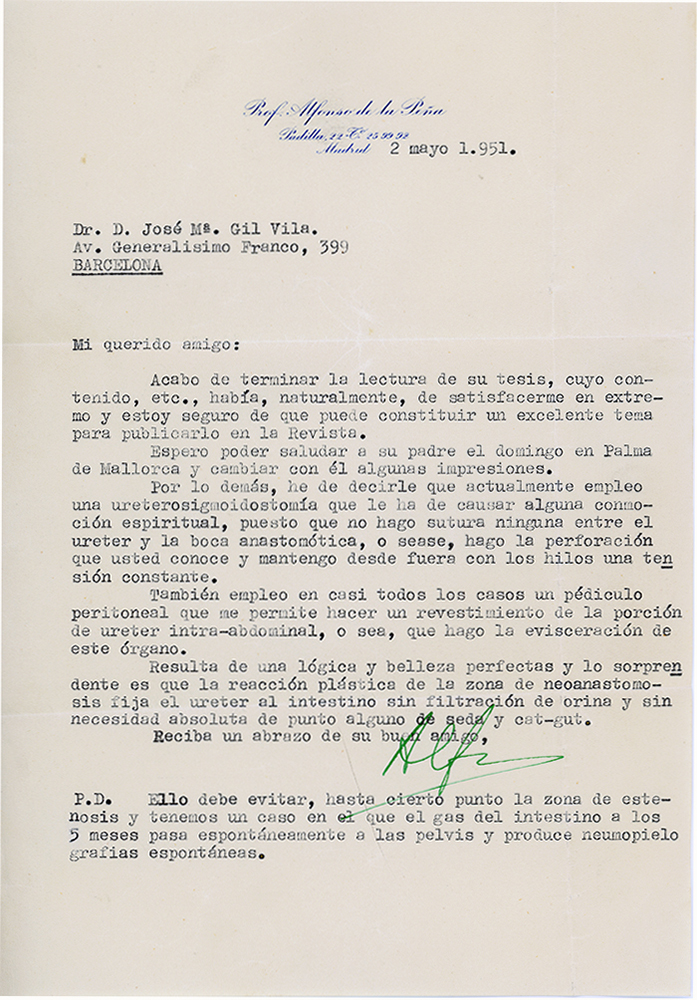 Prof. Alfonso de la Peña
Padilla, 22-T. 25 99 92
Madrid 2 mayo 1.951.
Dr. D. José Mª. Gil Vila.
Av. Generalisimo Franco, 399
BARCELONA
Mi querido amigo:
Acabo de terminar la lectura de su tesis, cuyo con-
tenido, etc., había, naturalmente, de satisfacerme en extre-
mo y estoy seguro de que puede constituir un excelente tema
para publicarlo en la Revista.
Espero poder saludar a su padre el domingo en Palma
de Mallorca y cambiar con él algunas impresiones.
Por lo demás, he de decirle que actualmente empleo
una ureterosigmoidostomía que le ha de causar alguna conmo-
ción espiritual, puesto que no hago sutura ninguna entre el
ureter y la boca anastomótica, o sease, hago la perforación
que usted conoce y mantengo desde fuera con los hilos una ten
sión constante.
También empleo en casi todos los casos un pédiculo
peritoneal que me permite hacer un revestimiento de la porción
de ureter intra-abdominal, o sea, que hago la evisceración de
este órgano.
Resulta de una lógica y belleza perfectas y lo sorpren
dente es que la reacción plástica de la zona de neoanastomo-
sis fija el ureter al intestino sin filtración de orina y sin
necesidad absoluta de punto alguno de seda y cat-gut.
Reciba un abrazo de su buen amigo,
Alf
P.D. Ello debe evitar, hasta cierto punto la zona de este-
nosis y tenemos un caso en el que el gas del intestino a los
5 meses pasa espontáneamente a las pelvis y produce neumopielo
grafias espontáneas.